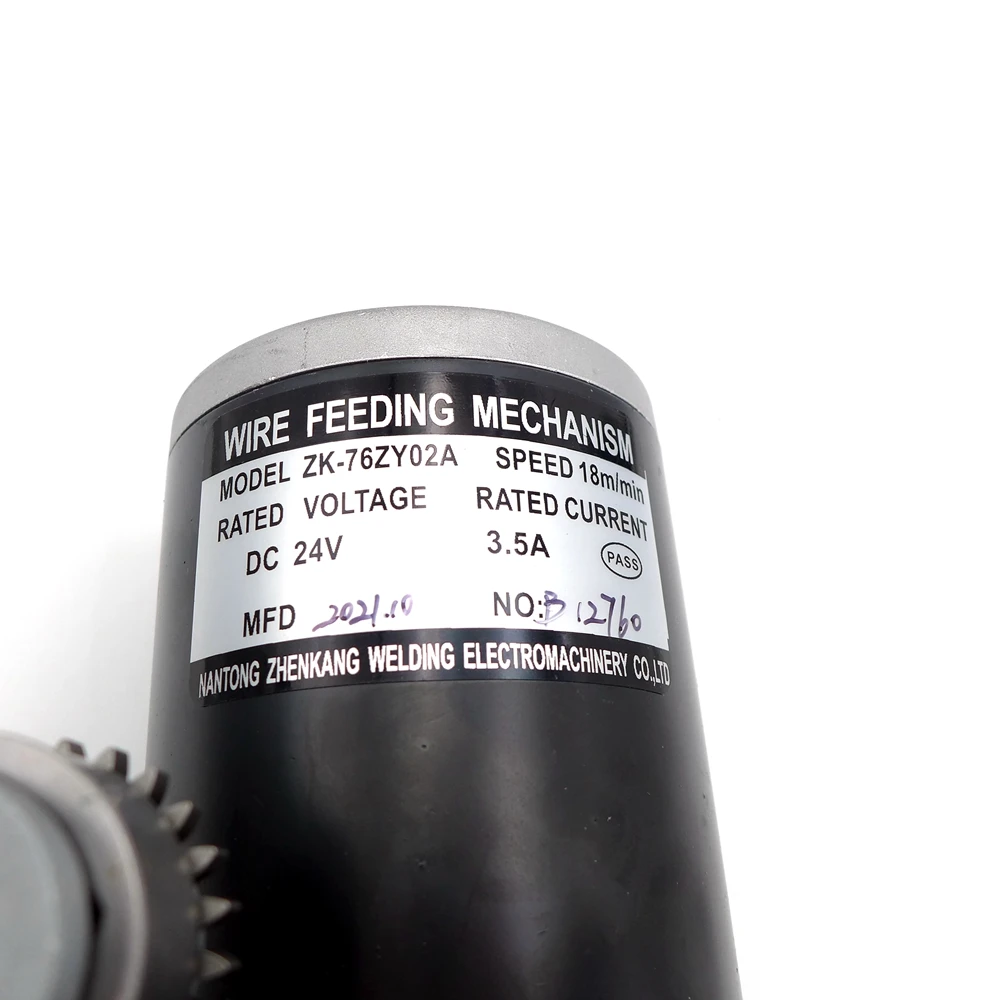 WIRE FEEDING MECHANISM
MODEL ZK-76ZY02A SPEED 18m/min
RATED VOLTAGE RATED CURRENT
DC 24V 3.5A PASS
MFD 2021.10 NO:B12760
NANTONG ZHENKANG WELDING ELECTROMACHINERY CO.,LTD